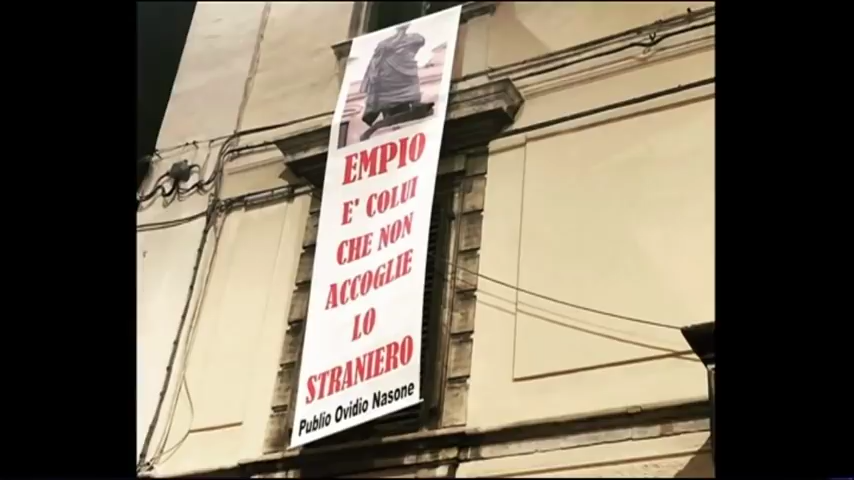 EMPIO
E' COLUI
CHE NON
ACCOGLIE
LO
STRANIERO
Publio Ovidio Nasone